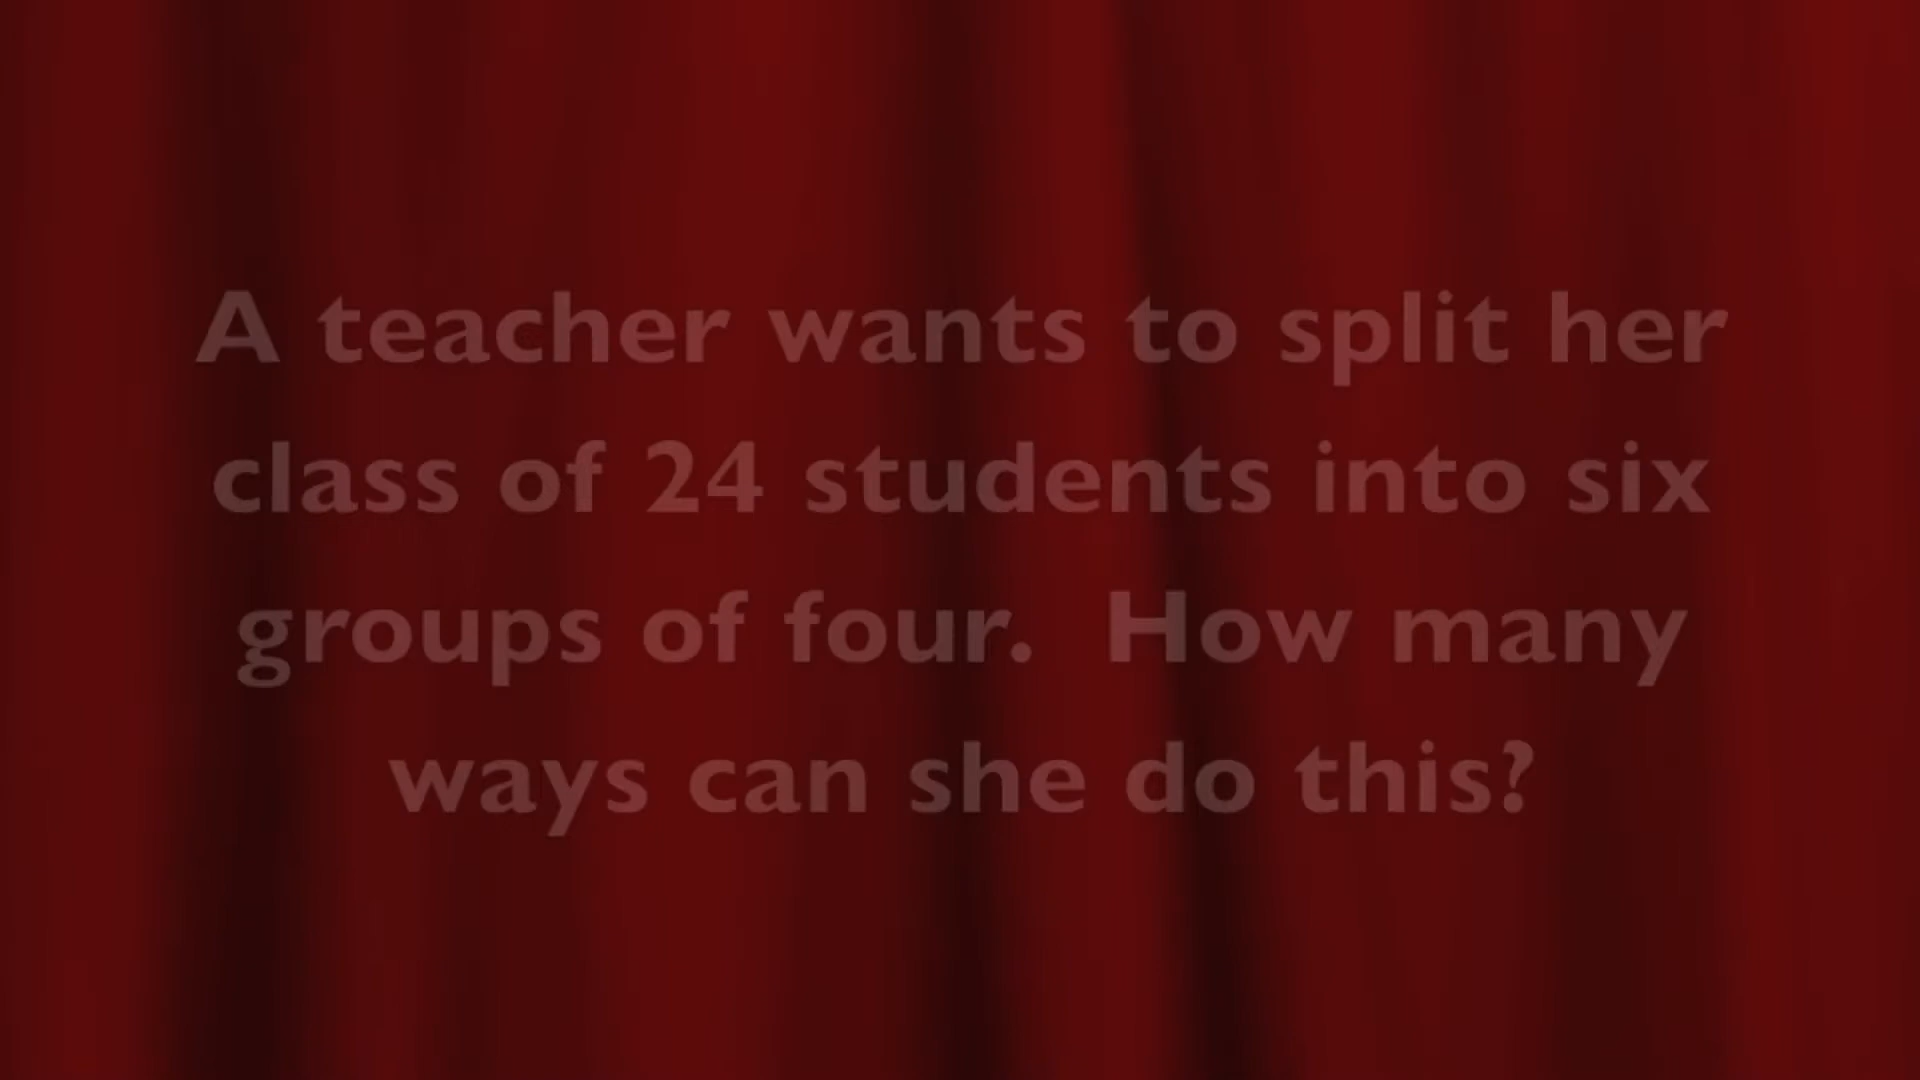 A teacher wants to split her
class of 24 students into six
groups of four.  How many
ways can she do this?